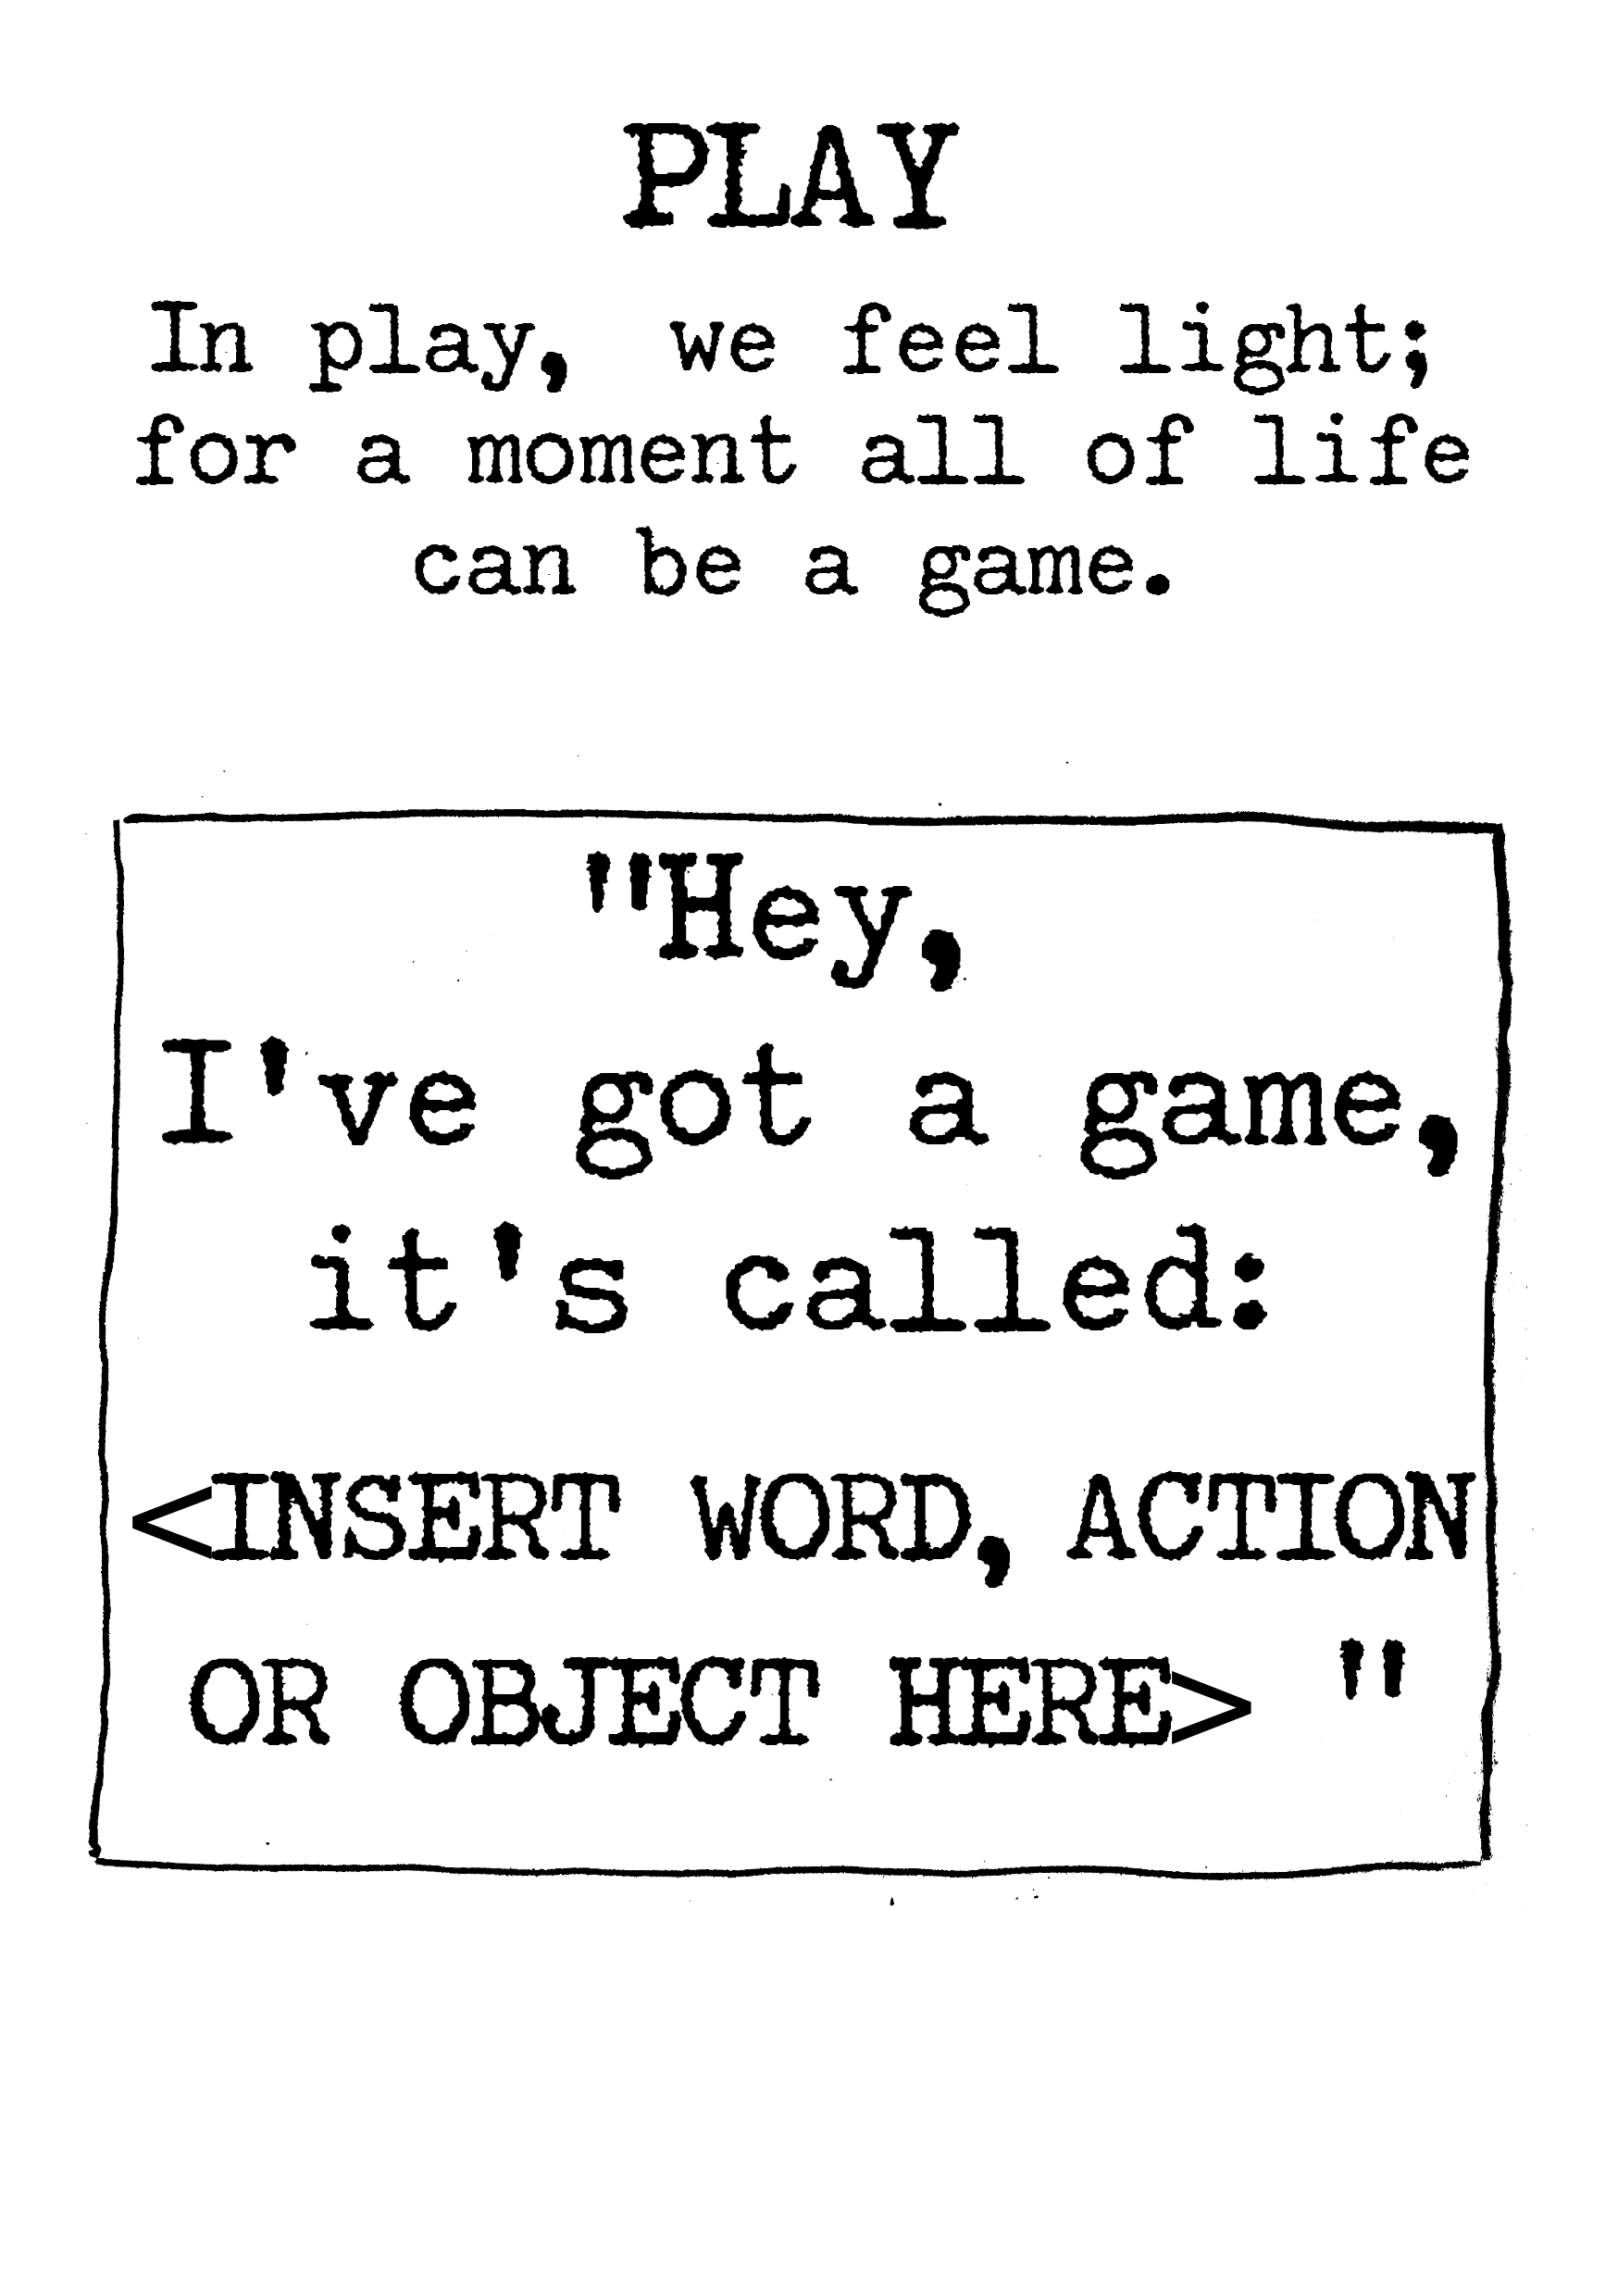 PLAY
In play, we feel light;
for a moment all of life
can be a game.
"Hey,
I've got a game,
it's called:
<INSERT WORD, ACTION
OR OBJECT HERE> "